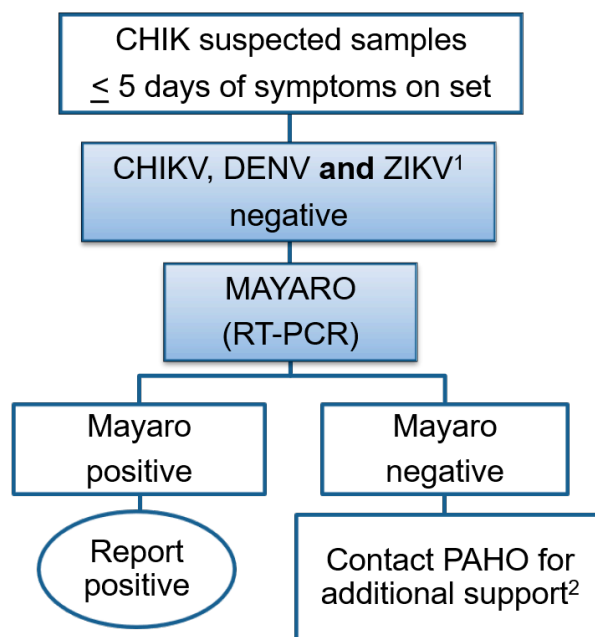 CHIK suspected samples
≤ 5 days of symptoms on set
CHIKV, DENV and ZIKV¹
negative
MAYARO
(RT-PCR)
Mayaro
positive
Mayaro
negative
Report
positive
Contact PAHO for
additional support²